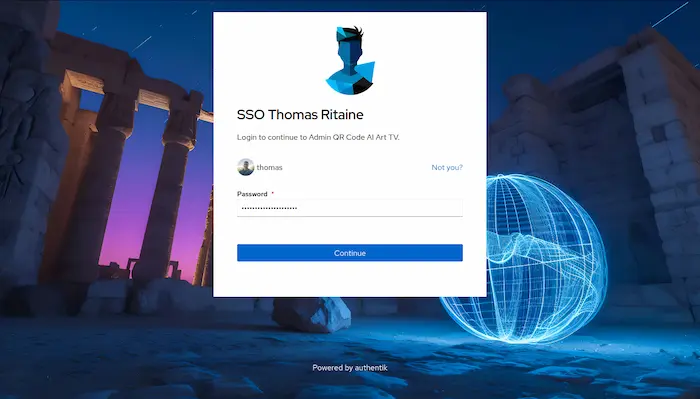 SSO Thomas Ritaine
Login to continue to Admin QR Code AI Art TV.
thomas Not you?
Password *
•••••••••••••••••••••
Continue
Powered by authentik